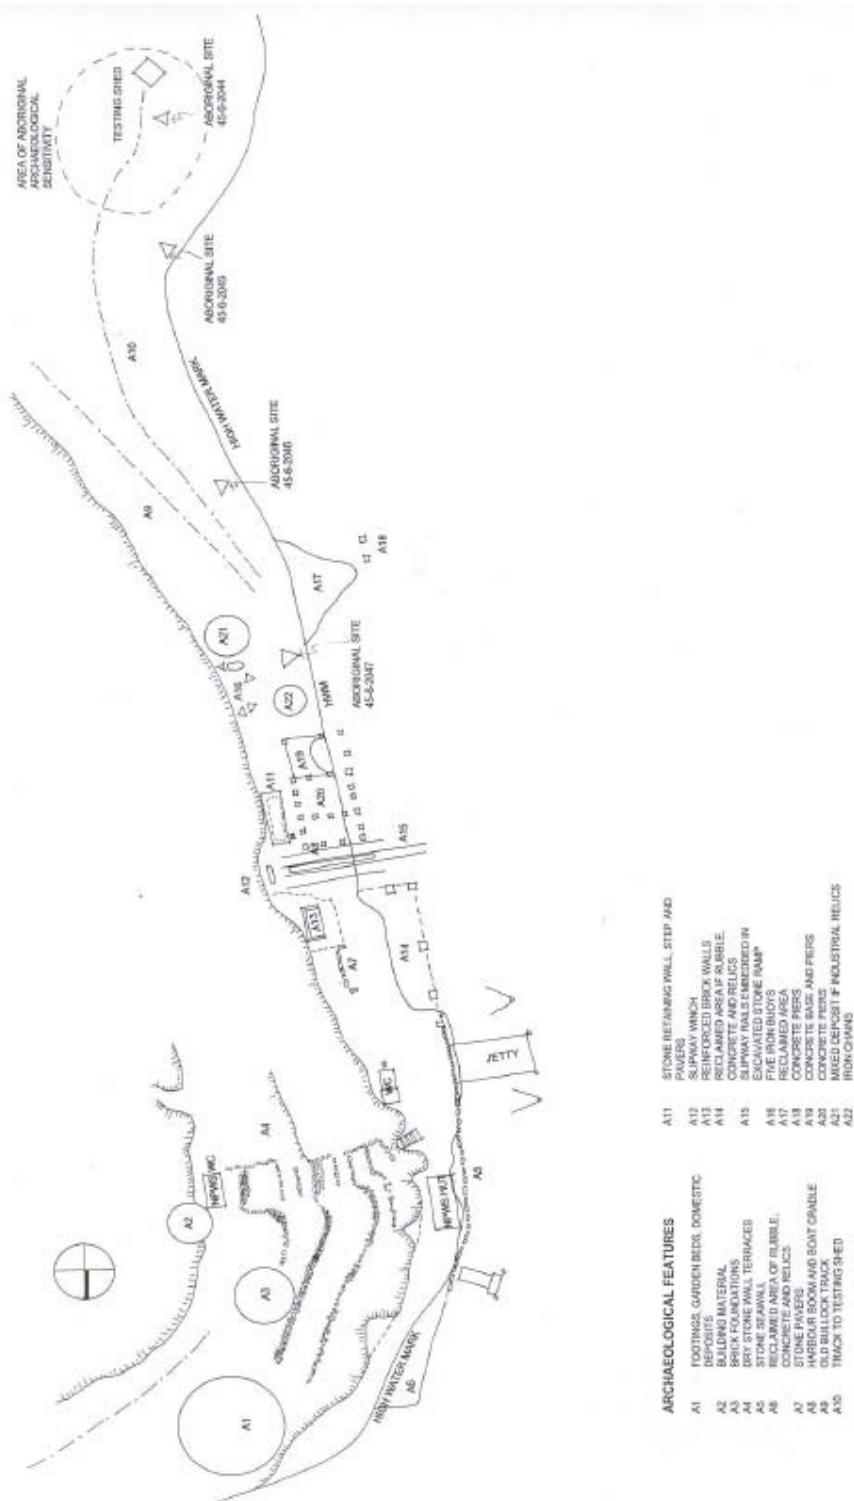 AREA OF ABORIGINAL
ARCHAEOLOGICAL
SENSITIVITY
TESTING SHED
ABORIGINAL SITE
45-6-2044
ABORIGINAL SITE
45-6-2045
A10
HIGH WATER MARK
A9
ABORIGINAL SITE
45-6-2046
A17
A18
A21
A16
A22
HWM
ABORIGINAL SITE
45-6-2047
A19
A11
A20
A8
A15
A12
A13
A7
A14
WC
JETTY
A4
NPWS WC
A2
NPWS HUT
A5
A3
HIGH WATER MARK
A6
A1
ARCHAEOLOGICAL FEATURES
A1 FOOTINGS, GARDEN BEDS, DOMESTIC
DEPOSITS
A2 BUILDING MATERIAL
A3 BRICK FOUNDATIONS
A4 DRY STONE WALL TERRACES
A5 STONE SEAWALL
A6 RECLAIMED AREA OF RUBBLE,
CONCRETE AND RELICS
A7 STONE PAVERS
A8 HARBOUR BOOM AND BOAT CRADLE
A9 OLD BULLOCK TRACK
A10 TRACK TO TESTING SHED
A11 STONE RETAINING WALL, STEP AND
PAVERS
A12 SLIPWAY WINCH
A13 REINFORCED BRICK WALLS
A14 RECLAIMED AREA IF RUBBLE,
CONCRETE AND RELICS
A15 SLIPWAY RAILS EMBEDDED IN
EXCAVATED STONE RAMP
A16 FIVE IRON BUOYS
A17 RECLAIMED AREA
A18 CONCRETE PIERS
A19 CONCRETE BASE AND PIERS
A20 CONCRETE PIERS
A21 MIXED DEPOSIT IF INDUSTRIAL RELICS
A22 IRON CHAINS